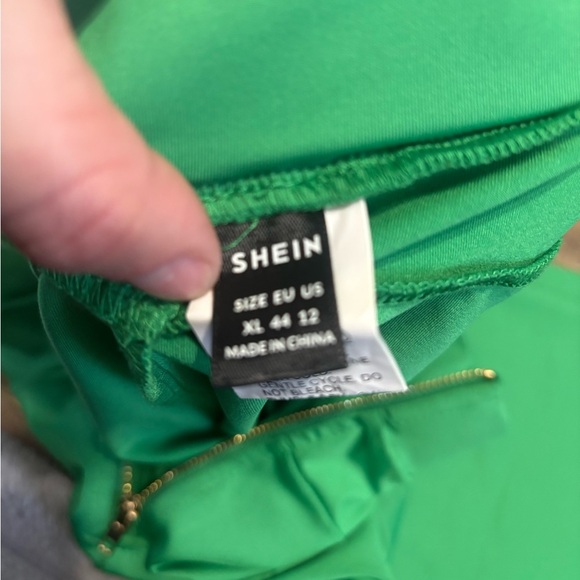 SHEIN
SIZE EU US
XL 44 12
MADE IN CHINA
GENTLE CYCLE, DO
NOT BLEACH,